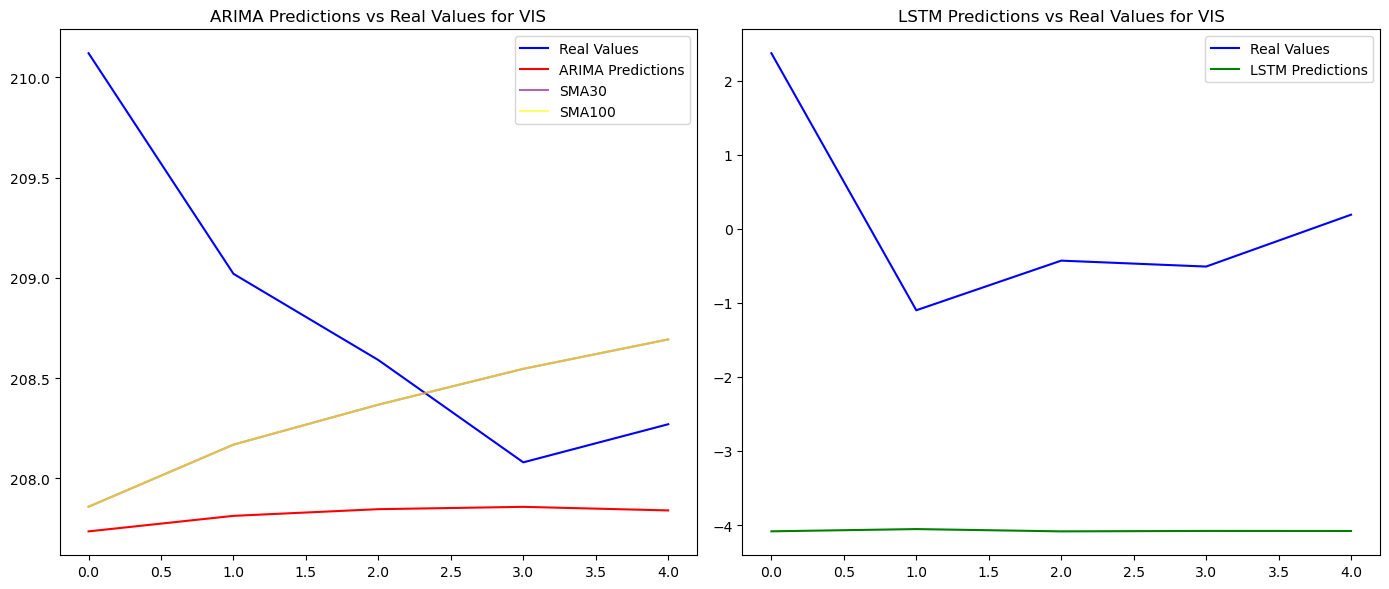 ARIMA Predictions vs Real Values for VIS
Real Values
ARIMA Predictions
SMA30
SMA100
210.0
209.5
209.0
208.5
208.0
0.0 0.5 1.0 1.5 2.0 2.5 3.0 3.5 4.0
LSTM Predictions vs Real Values for VIS
Real Values
LSTM Predictions
2
1
0
−1
−2
−3
−4
0.0 0.5 1.0 1.5 2.0 2.5 3.0 3.5 4.0